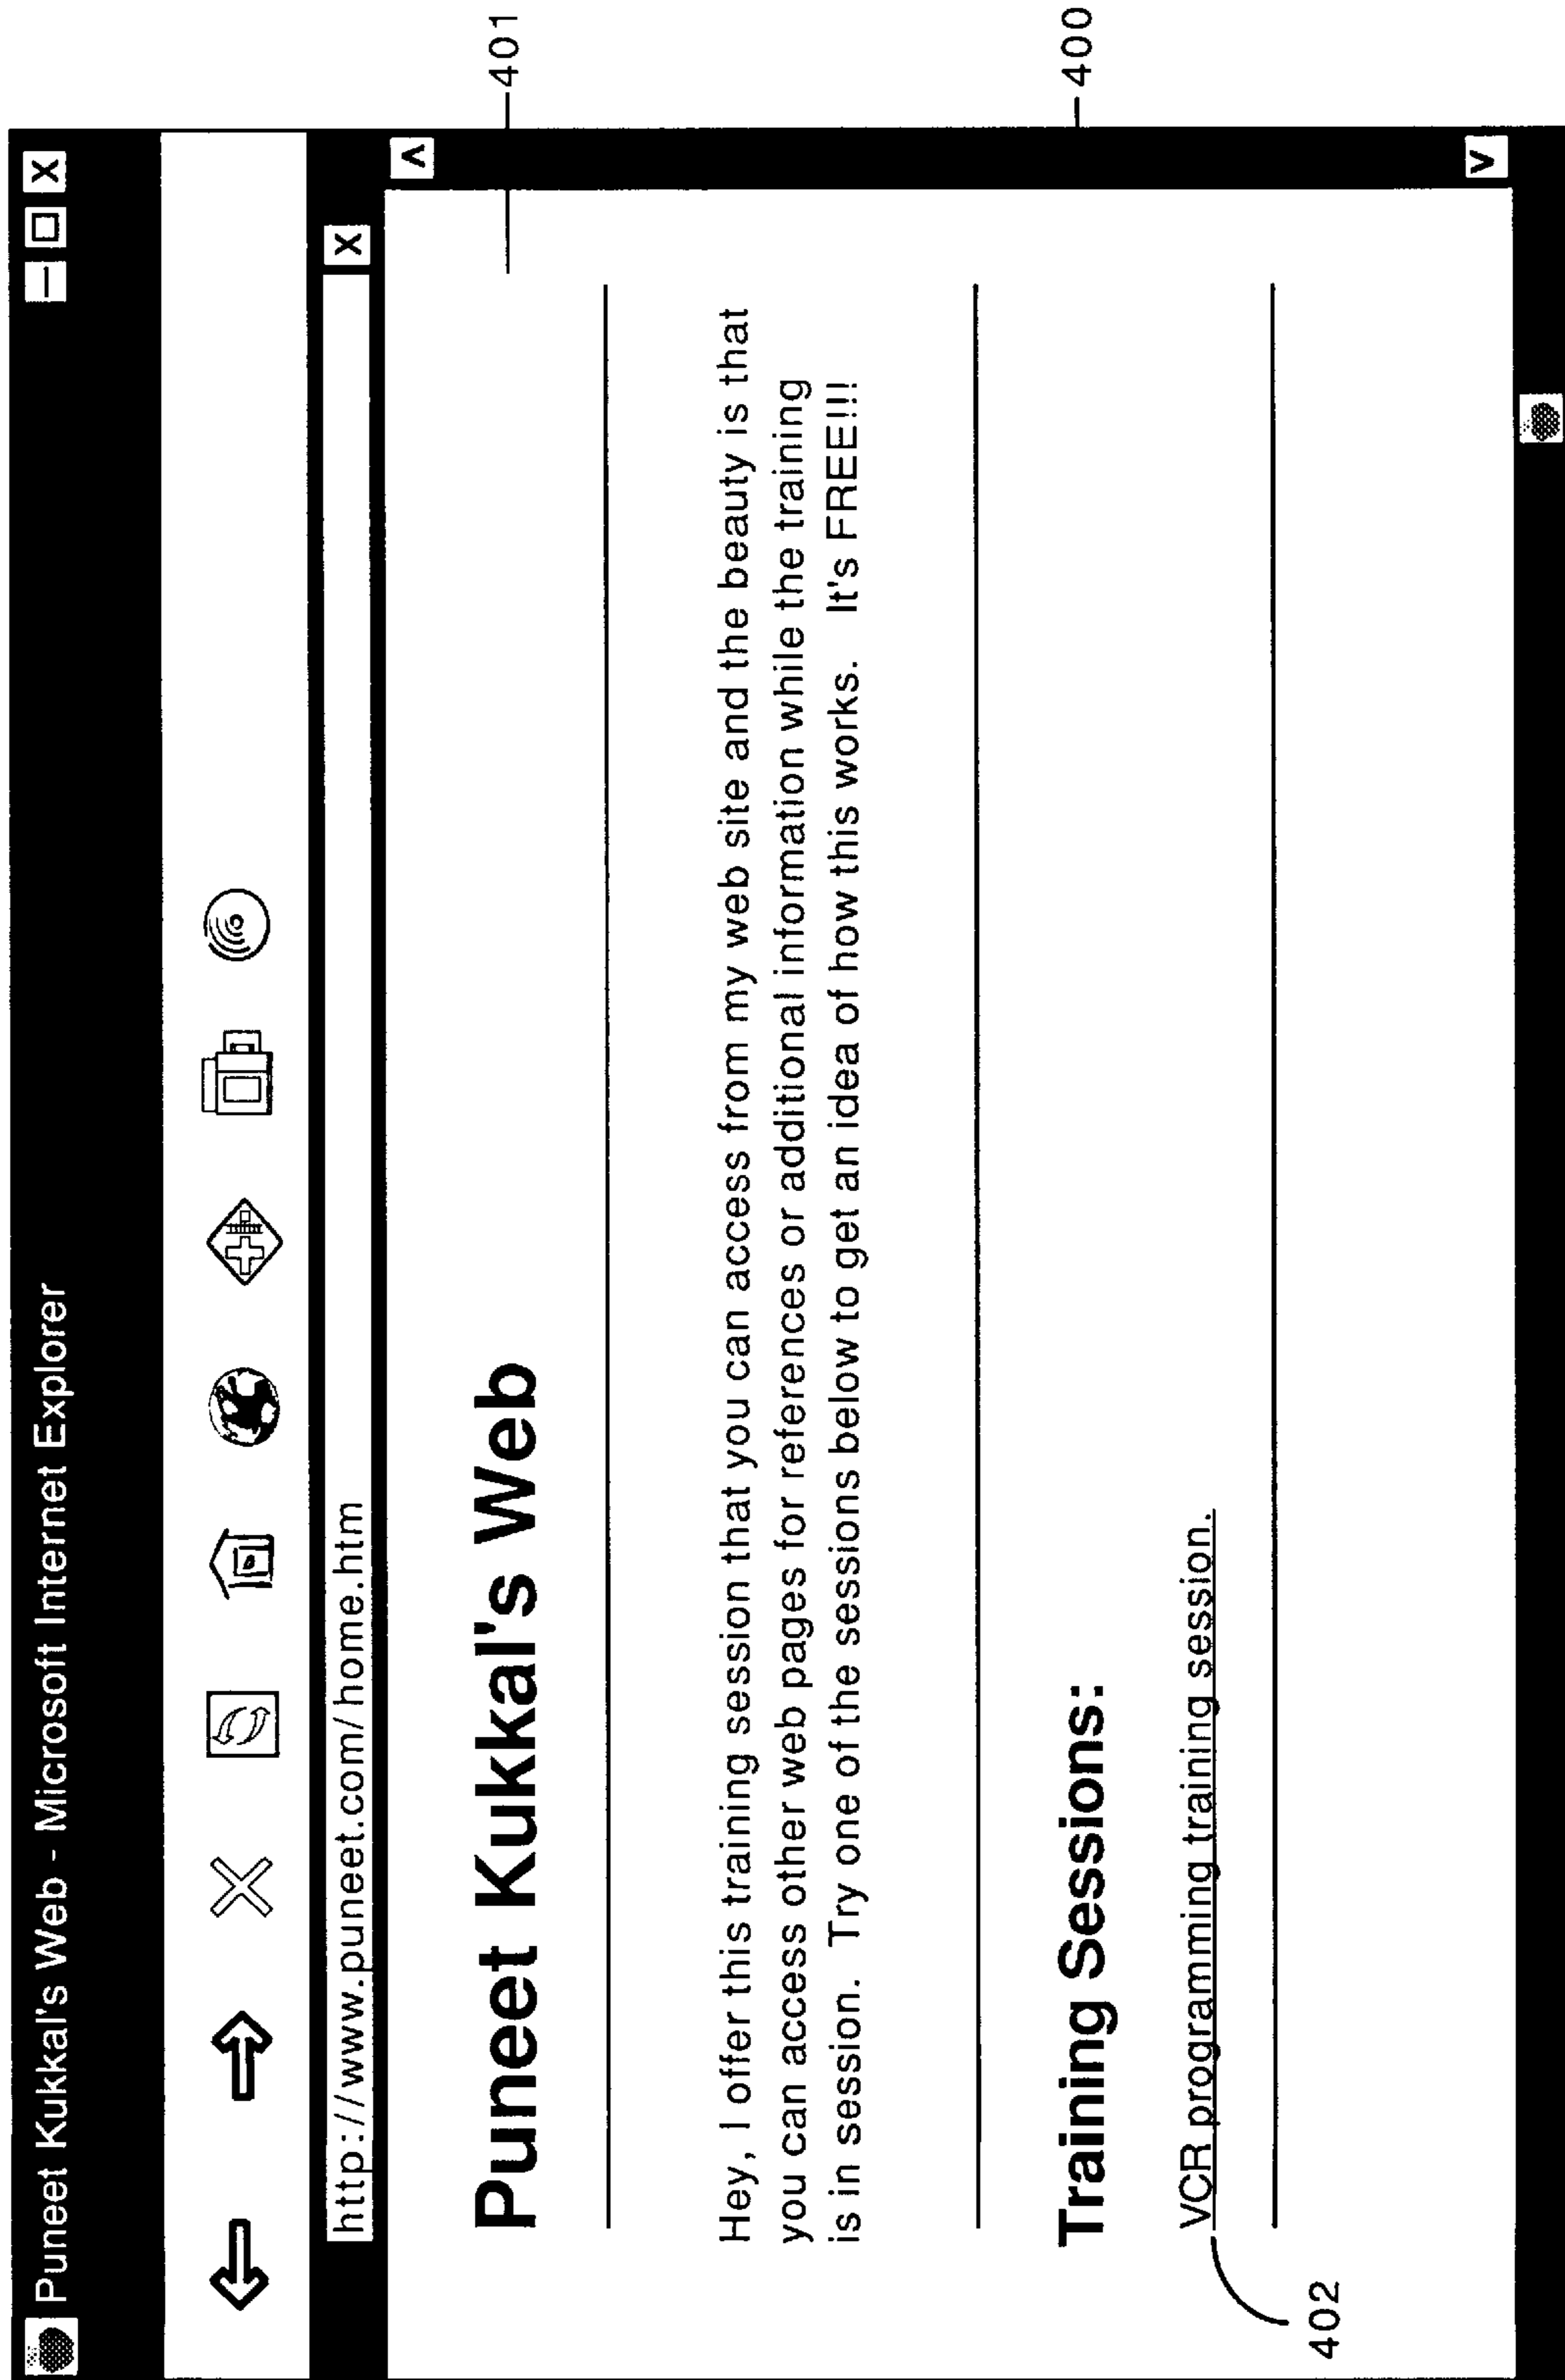 Puneet Kukkal's Web - Microsoft Internet Explorer
http://www.puneet.com/home.htm
X
401
Puneet Kukkal's Web
Hey, I offer this training session that you can access from my web site and the beauty is that
you can access other web pages for references or additional information while the training
is in session. Try one of the sessions below to get an idea of how this works. It's FREE!!!
400
Training Sessions:
VCR programming training session.
402